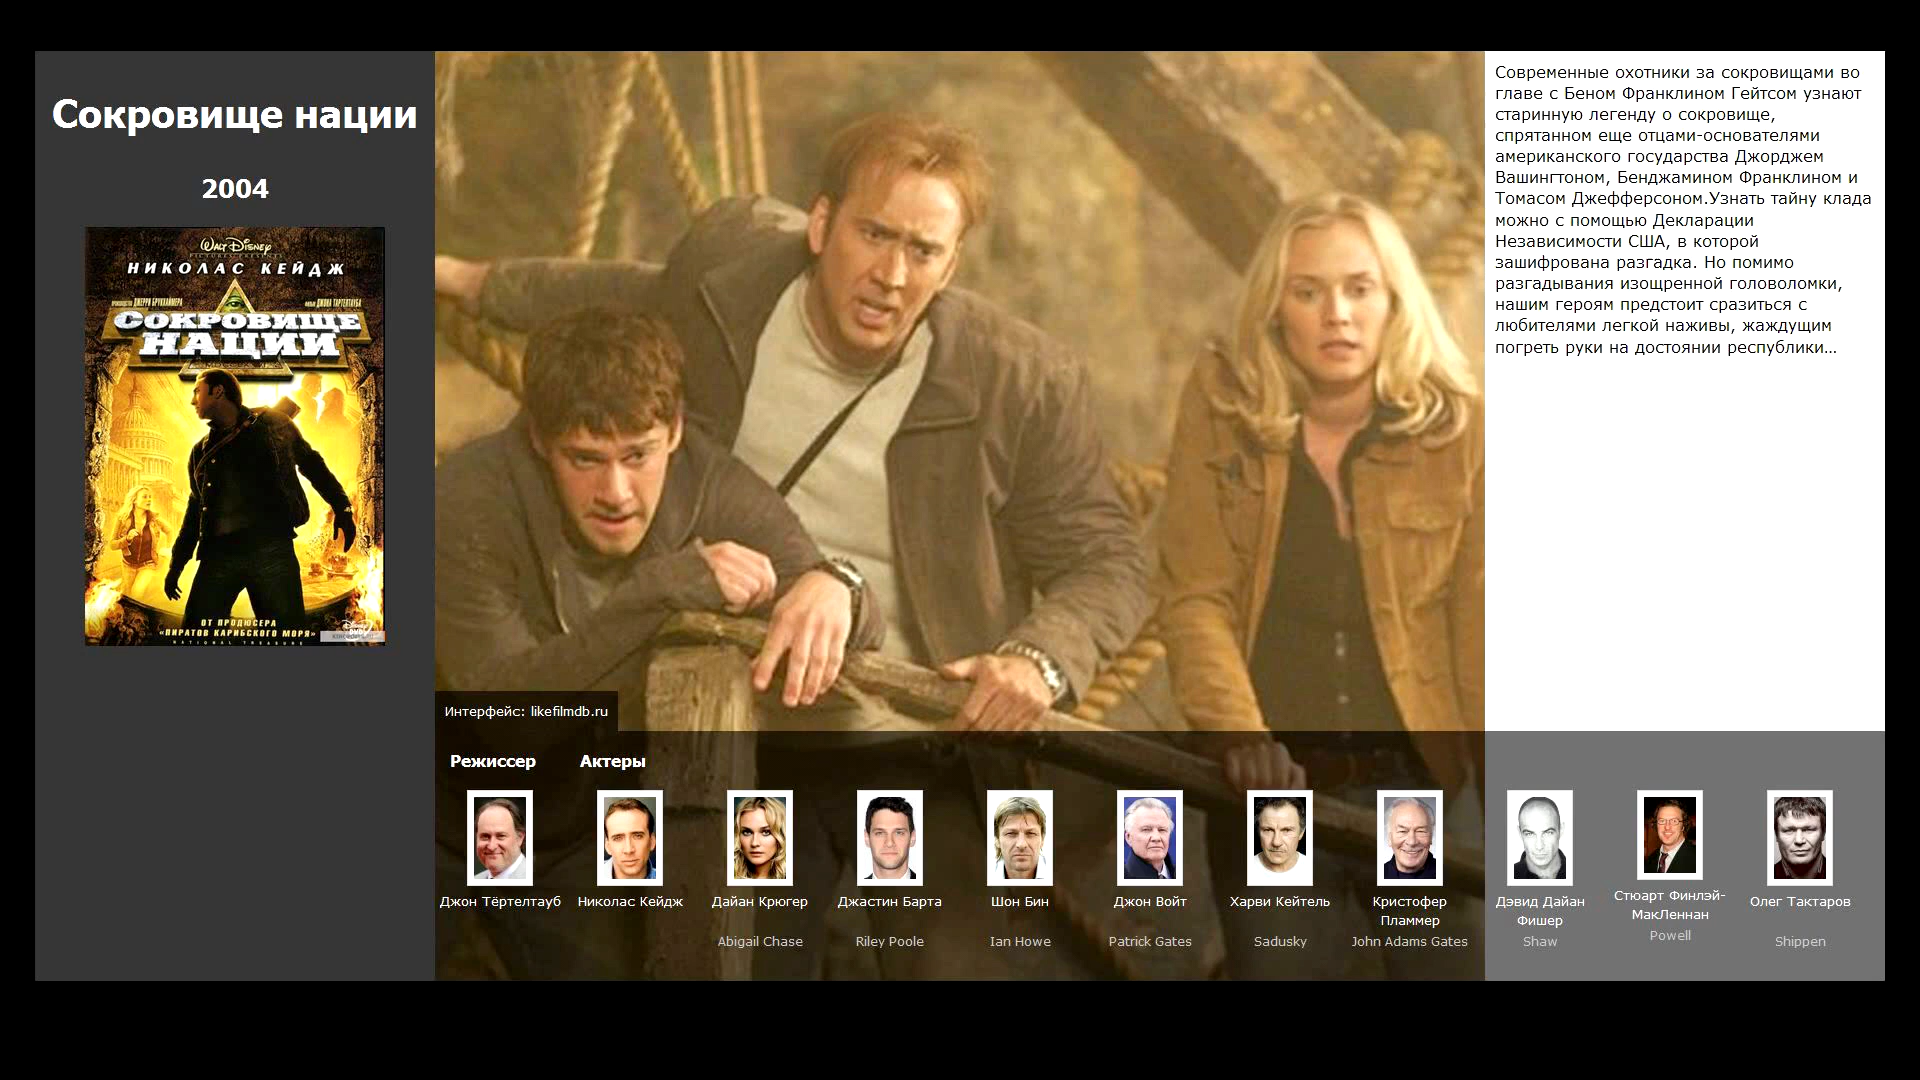 Сокровище нации
2004
WALT DISNEY
PICTURES PRESENTS
НИКОЛАС КЕЙДЖ
СОКРОВИЩЕ
НАЦИИ
ОТ ПРОДЮСЕРА
«ПИРАТОВ КАРИБСКОГО МОРЯ»
NATIONAL TREASURE
Современные охотники за сокровищами во
главе с Беном Франклином Гейтсом узнают
старинную легенду о сокровище,
спрятанном еще отцами-основателями
американского государства Джорджем
Вашингтоном, Бенджамином Франклином и
Томасом Джефферсоном.Узнать тайну клада
можно с помощью Декларации
Независимости США, в которой
зашифрована разгадка. Но помимо
разгадывания изощренной головоломки,
нашим героям предстоит сразиться с
любителями легкой наживы, жаждущим
погреть руки на достоянии республики…
Интерфейс: likefilmdb.ru
Режиссер
Актеры
Джон Тёртелтауб
Николас Кейдж
Дайан Крюгер
Abigail Chase
Джастин Барта
Riley Poole
Шон Бин
Ian Howe
Джон Войт
Patrick Gates
Харви Кейтель
Sadusky
Кристофер
Пламмер
John Adams Gates
Дэвид Дайан
Фишер
Shaw
Стюарт Финлэй-
МакЛеннан
Powell
Олег Тактаров
Shippen